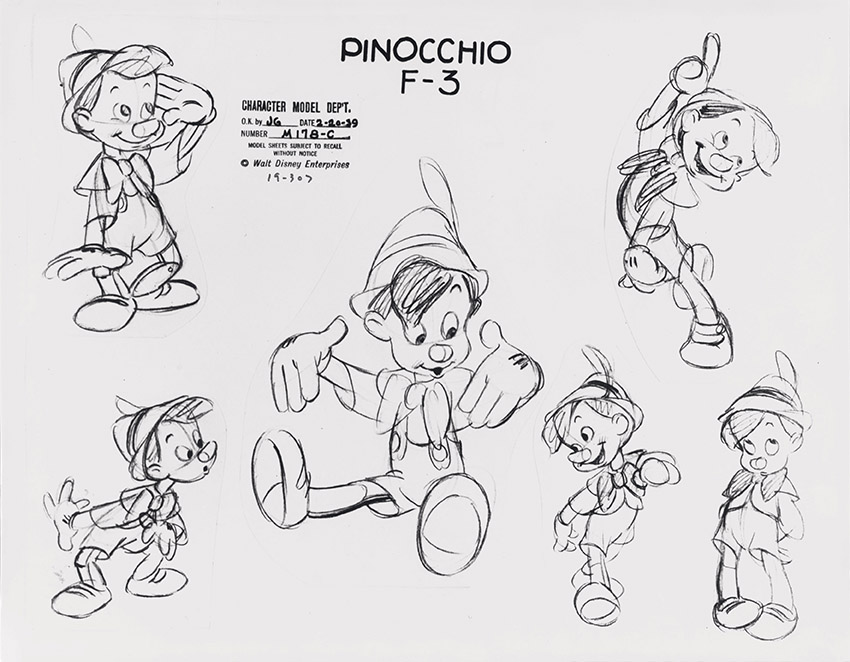 PINOCCHIO
F-3
CHARACTER MODEL DEP'T.
O.K. by JG DATE 2-20-39
NUMBER M178-C
MODEL SHEETS SUBJECT TO RECALL
WITHOUT NOTICE
© Walt Disney Enterprises
19-307